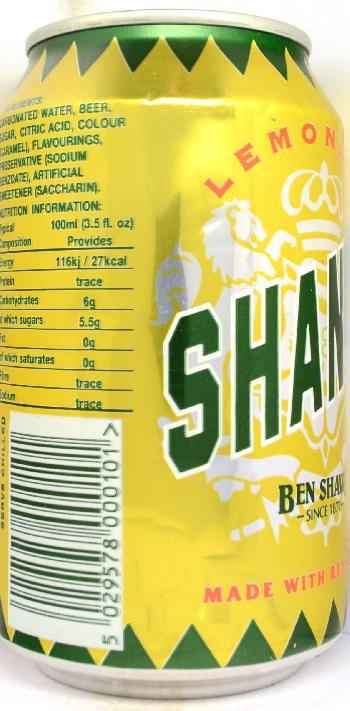 INGREDIENTS:
CARBONATED WATER, BEER,
SUGAR, CITRIC ACID, COLOUR
(CARAMEL), FLAVOURINGS,
PRESERVATIVE (SODIUM
BENZOATE), ARTIFICIAL
SWEETENER (SACCHARIN).
NUTRITION INFORMATION:
Typical 100ml (3.5 fl. oz)
Composition Provides
Energy 116kj / 27kcal
Protein trace
Carbohydrates 6g
of which sugars 5.5g
Fat 0g
of which saturates 0g
Fibre trace
Sodium trace
SERVE CHILLED
5 029578 000101 >
LEMON
SHAN
BEN SHAW
SINCE 1871
MADE WITH RE